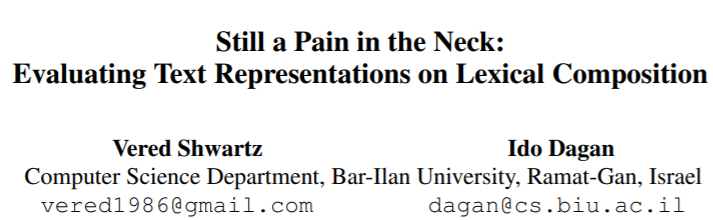 Still a Pain in the Neck:
Evaluating Text Representations on Lexical Composition
Vered Shwartz Ido Dagan
Computer Science Department, Bar-Ilan University, Ramat-Gan, Israel
vered1986@gmail.com dagan@cs.biu.ac.il